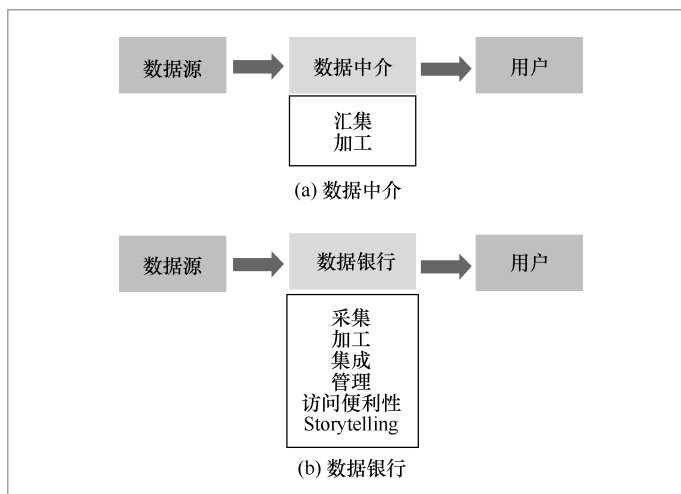 数据源 数据中介 用户
汇集
加工
(a) 数据中介
数据源 数据银行 用户
采集
加工
集成
管理
访问便利性
Storytelling
(b) 数据银行